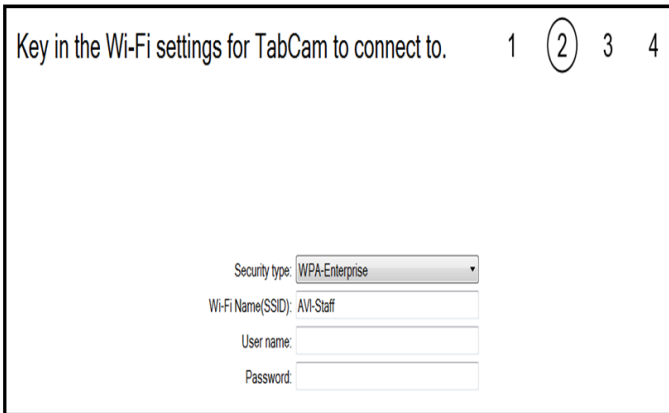 Key in the Wi-Fi settings for TabCam to connect to. 1 2 3 4
Security type: WPA-Enterprise
Wi-Fi Name(SSID): AVI-Staff
User name:
Password: